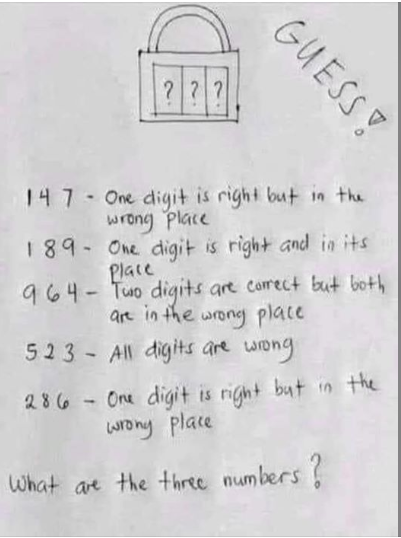 ? ? ?
GUESS!
147 - One digit is right but in the
wrong place
189 - One digit is right and in its
place
964 - Two digits are correct but both
are in the wrong place
523 - All digits are wrong
286 - One digit is right but in the
wrong place
What are the three numbers?